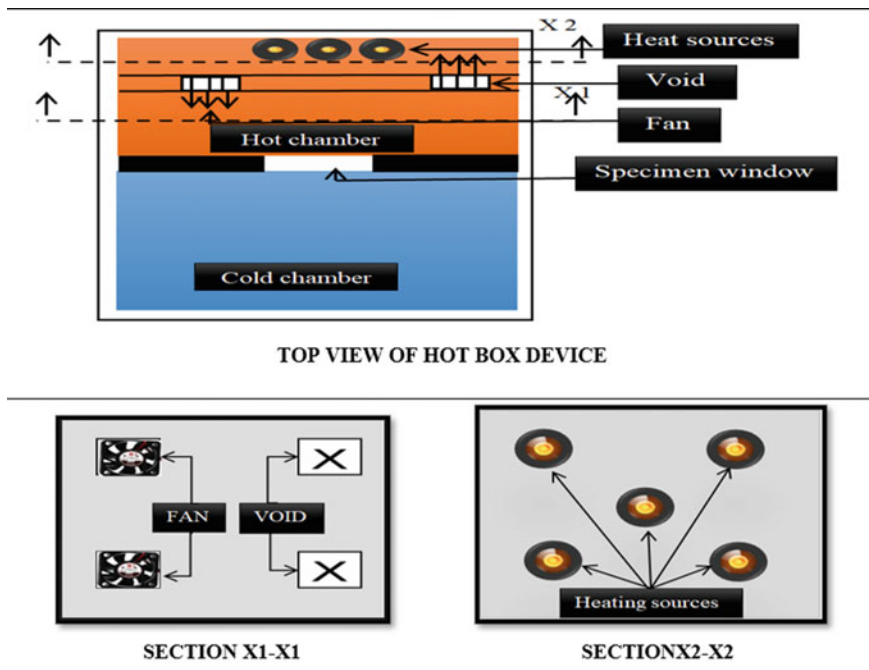 X 2
Heat sources
Void
X 1
Fan
Hot chamber
Specimen window
Cold chamber
TOP VIEW OF HOT BOX DEVICE
FAN
VOID
X
X
Heating sources
SECTION X1-X1
SECTIONX2-X2